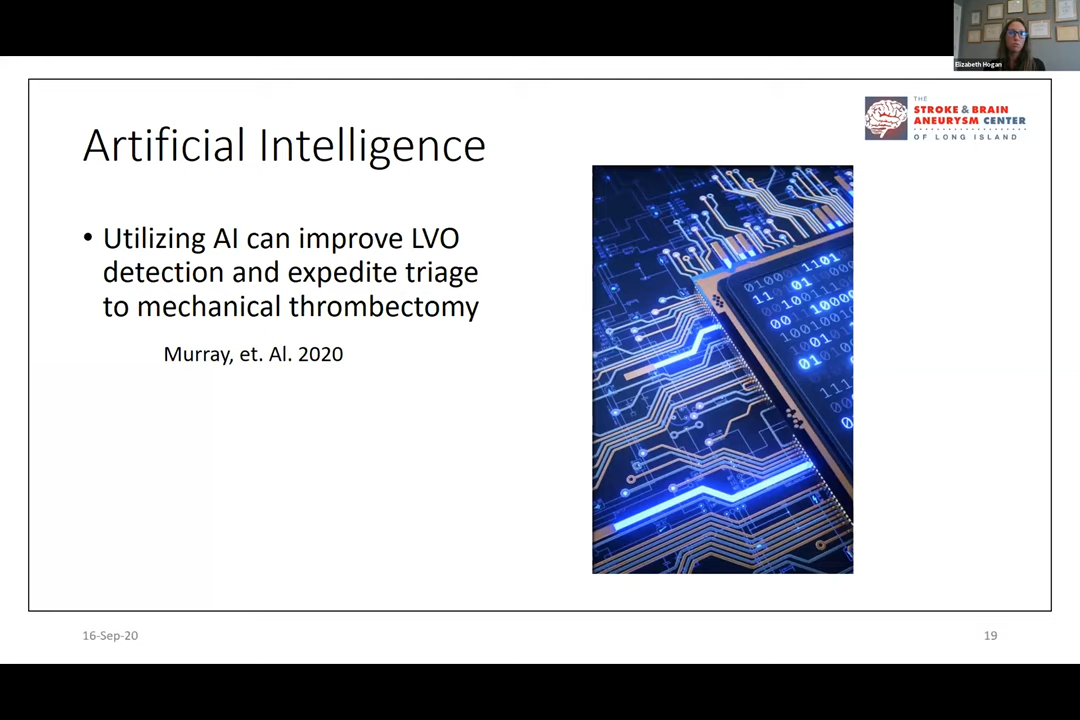 Elizabeth Hogan
THE
STROKE & BRAIN
ANEURYSM CENTER
OF LONG ISLAND
Artificial Intelligence
• Utilizing AI can improve LVO
detection and expedite triage
to mechanical thrombectomy
Murray, et. Al. 2020
16-Sep-20
19